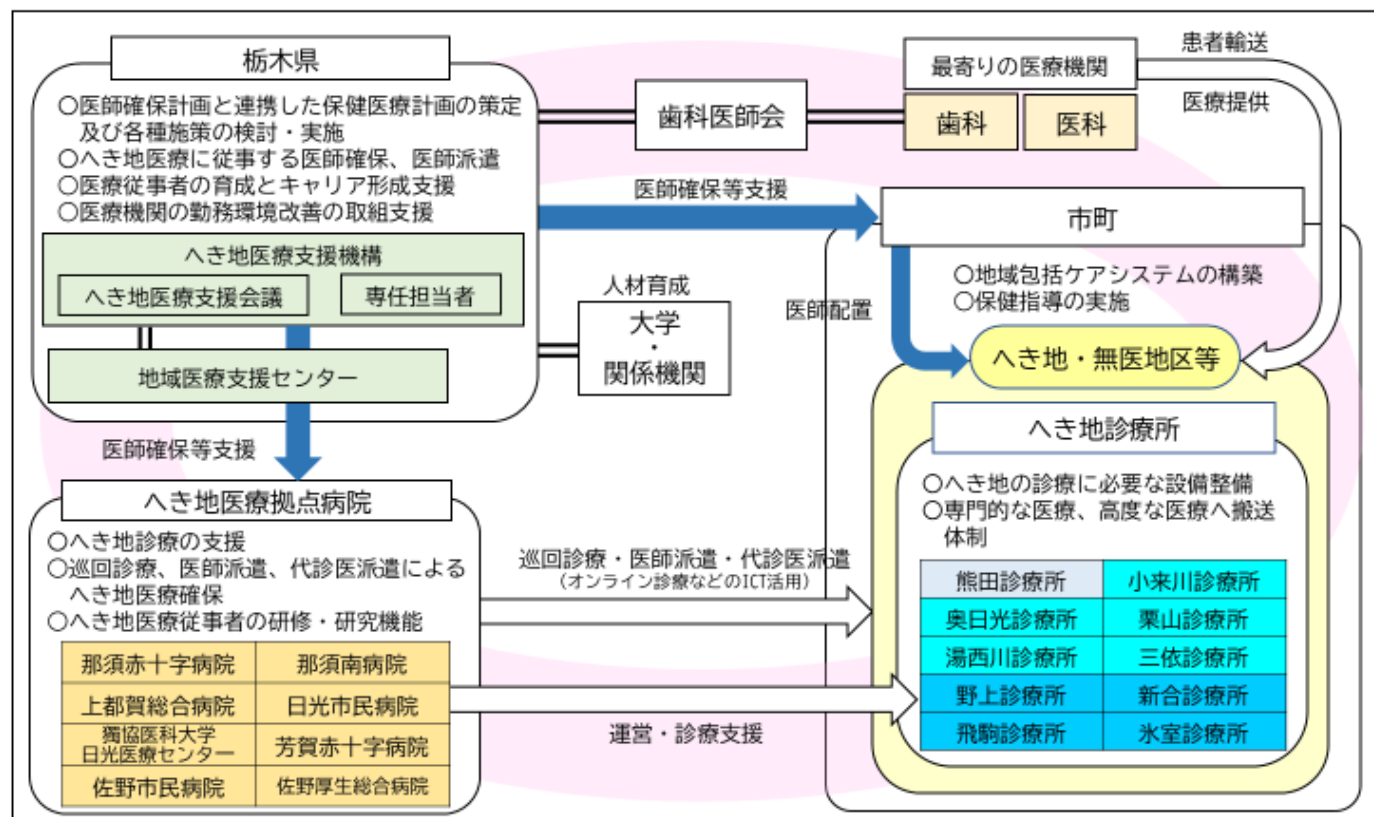 栃木県
○医師確保計画と連携した保健医療計画の策定
及び各種施策の検討・実施
○へき地医療に従事する医師確保、医師派遣
○医療従事者の育成とキャリア形成支援
○医療機関の勤務環境改善の取組支援
へき地医療支援機構
へき地医療支援会議
専任担当者
地域医療支援センター
歯科医師会
最寄りの医療機関
歯科
医科
患者輸送
医療提供
医師確保等支援
市町
○地域包括ケアシステムの構築
○保健指導の実施
医師配置
人材育成
大学
・
関係機関
へき地・無医地区等
医師確保等支援
へき地医療拠点病院
○へき地診療の支援
○巡回診療、医師派遣、代診医派遣による
へき地医療確保
○へき地医療従事者の研修・研究機能
那須赤十字病院
那須南病院
上都賀総合病院
日光市民病院
獨協医科大学
日光医療センター
芳賀赤十字病院
佐野市民病院
佐野厚生総合病院
巡回診療・医師派遣・代診医派遣
（オンライン診療などのICT活用）
運営・診療支援
へき地診療所
○へき地の診療に必要な設備整備
○専門的な医療、高度な医療へ搬送
体制
熊田診療所
小来川診療所
奥日光診療所
栗山診療所
湯西川診療所
三依診療所
野上診療所
新合診療所
飛駒診療所
氷室診療所